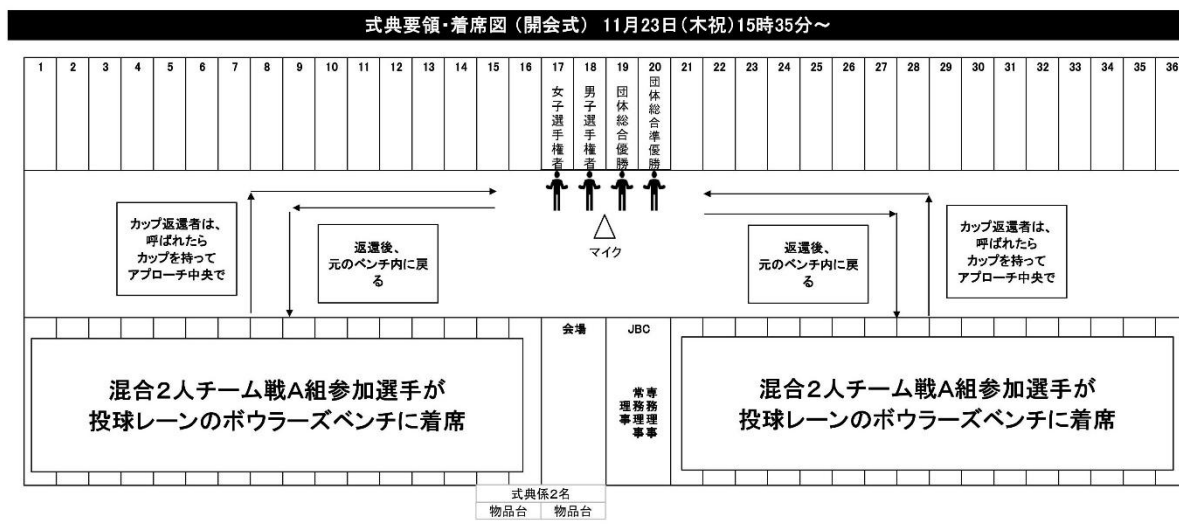 式典要領・着席図（開会式） 11月23日(木祝)15時35分～
1 2 3 4 5 6 7 8 9 10 11 12 13 14 15 16 17 18 19 20 21 22 23 24 25 26 27 28 29 30 31 32 33 34 35 36
女子選手権者
男子選手権者
団体総合優勝
団体総合準優勝
カップ返還者は、
呼ばれたら
カップを持って
アプローチ中央で
返還後、
元のベンチ内に戻
る
マイク
返還後、
元のベンチ内に戻
る
カップ返還者は、
呼ばれたら
カップを持って
アプローチ中央で
混合２人チーム戦Ａ組参加選手が
投球レーンのボウラーズベンチに着席
会場
JBC
専務理事
常務理事
理事
混合２人チーム戦Ａ組参加選手が
投球レーンのボウラーズベンチに着席
式典係２名
物品台 物品台